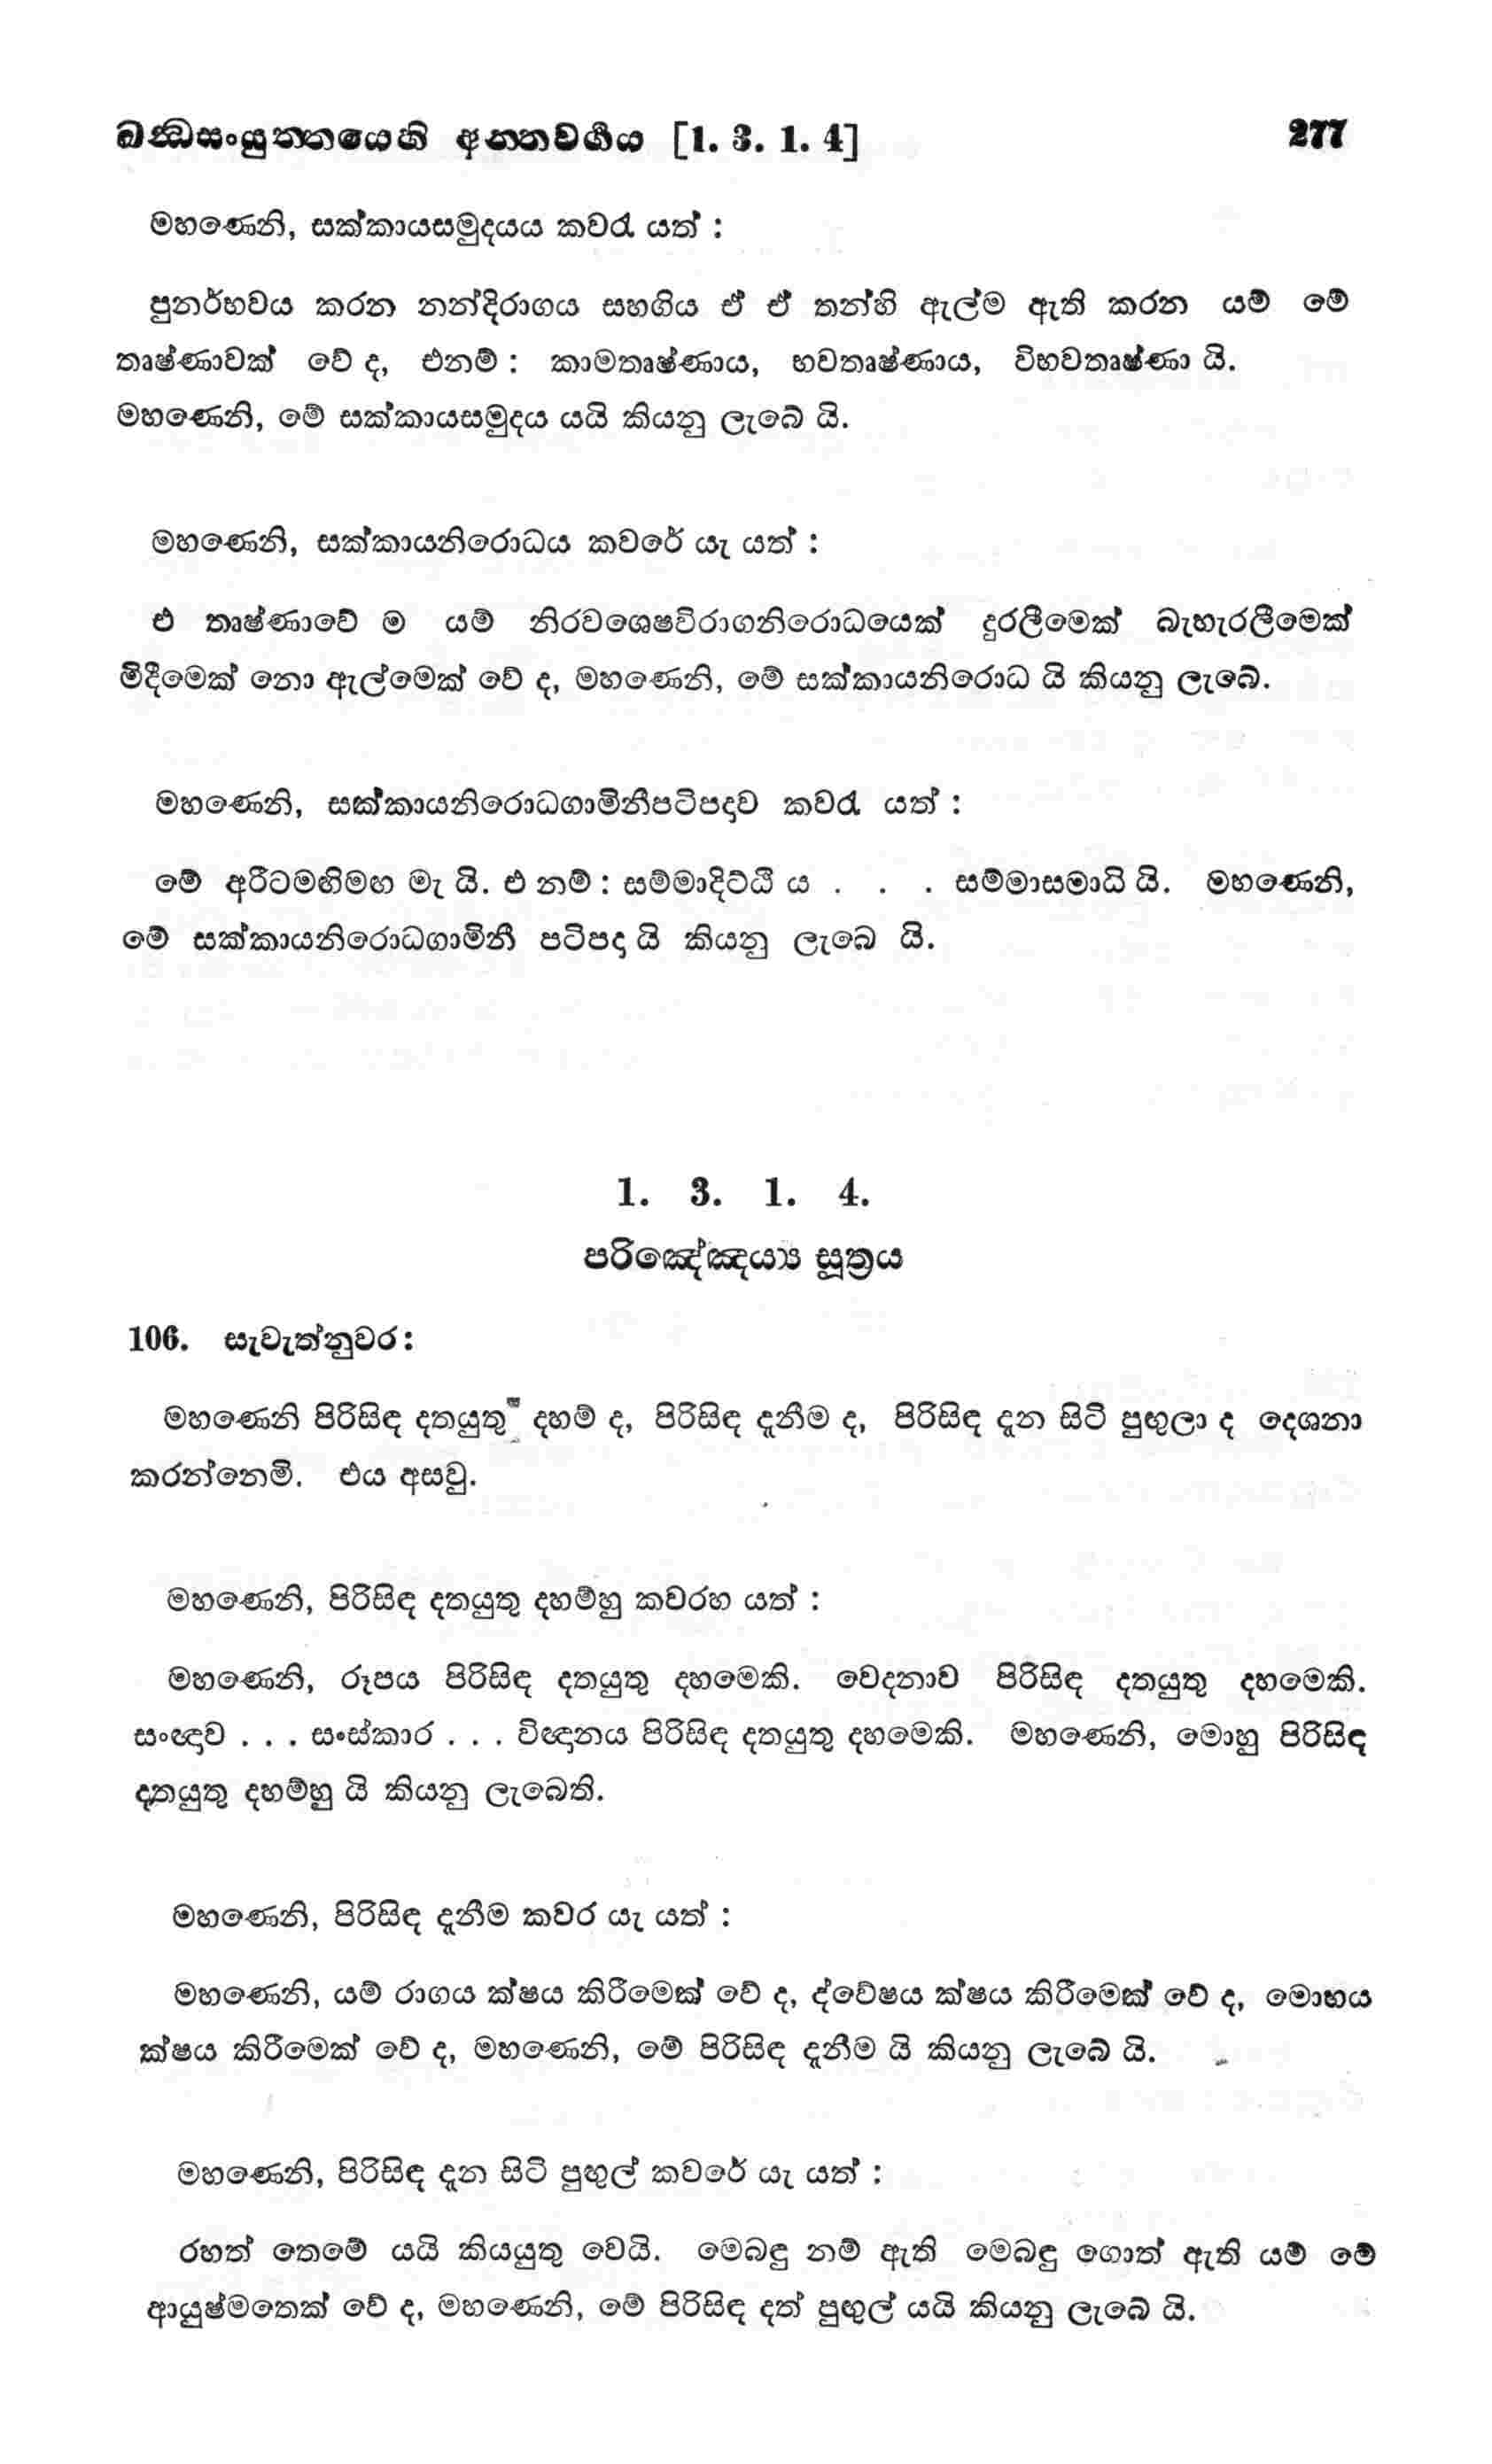 ඛන්‍ධසංයුත්තයෙහි අන්තවර්‍ගය [1. 3. 1. 4] 277
මහණෙනි, සක්කායසමුදයය කවරැ යත් :
පුනර්භවය කරන නන්දිරාගය සහගිය ඒ ඒ තන්හි ඇල්ම ඇති කරන යම් මේ
තෘෂ්ණාවක් වේ ද, එනම් : කාමතෘෂ්ණාය, භවතෘෂ්ණාය, විභවතෘෂ්ණා යි.
මහණෙනි, මේ සක්කායසමුදය යයි කියනු ලැබේ යි.
මහණෙනි, සක්කායනිරොධය කවරේ යැ යත් :
එ තෘෂ්ණාවේ ම යම් නිරවශෙෂවිරාගනිරොධයෙක් දුරලීමෙක් බැහැරලීමෙක්
මිදීමෙක් නො ඇල්මෙක් වේ ද, මහණෙනි, මේ සක්කායනිරොධ යි කියනු ලැබේ.
මහණෙනි, සක්කායනිරොධගාමිනීපටිපදාව කවරැ යත් :
මේ අරිටමඟිමඟ මැ යි. එ නම් : සම්මාදිට්ඨි ය . . . සම්මාසමාධි යි. මහණෙනි,
මේ සක්කායනිරොධගාමිනී පටිපදා යි කියනු ලැබෙ යි.
1. 3. 1. 4.
පරිඤේඤය්‍ය සූත්‍රය
106. සැවැත්නුවර :
මහණෙනි පිරිසිඳ දතයුතු දහම් ද, පිරිසිඳ දැනීම ද, පිරිසිඳ දැන සිටි පුඟුලා ද දෙශනා
කරන්නෙමි. එය අසවු.
මහණෙනි, පිරිසිඳ දතයුතු දහම්හු කවරහ යත් :
මහණෙනි, රූපය පිරිසිඳ දතයුතු දහමෙකි. වෙදනාව පිරිසිඳ දතයුතු දහමෙකි.
සංඥාව . . . සංස්කාර . . . විඥානය පිරිසිඳ දතයුතු දහමෙකි. මහණෙනි, මොහු පිරිසිඳ
දතයුතු දහම්හු යි කියනු ලැබෙති.
මහණෙනි, පිරිසිඳ දැනීම කවර යැ යත් :
මහණෙනි, යම් රාගය ක්ෂය කිරීමෙක් වේ ද, ද්වේෂය ක්ෂය කිරීමෙක් වේ ද, මොහය
ක්ෂය කිරීමෙක් වේ ද, මහණෙනි, මේ පිරිසිඳ දැනීම යි කියනු ලැබේ යි.
මහණෙනි, පිරිසිඳ දැන සිටි පුඟුල් කවරේ යැ යත් :
රහත් තෙමේ යයි කියයුතු වෙයි. මෙබඳු නම් ඇති මෙබඳු ගොත් ඇති යම් මේ
ආයුෂ්මතෙක් වේ ද, මහණෙනි, මේ පිරිසිඳ දත් පුඟුල් යයි කියනු ලැබේ යි.